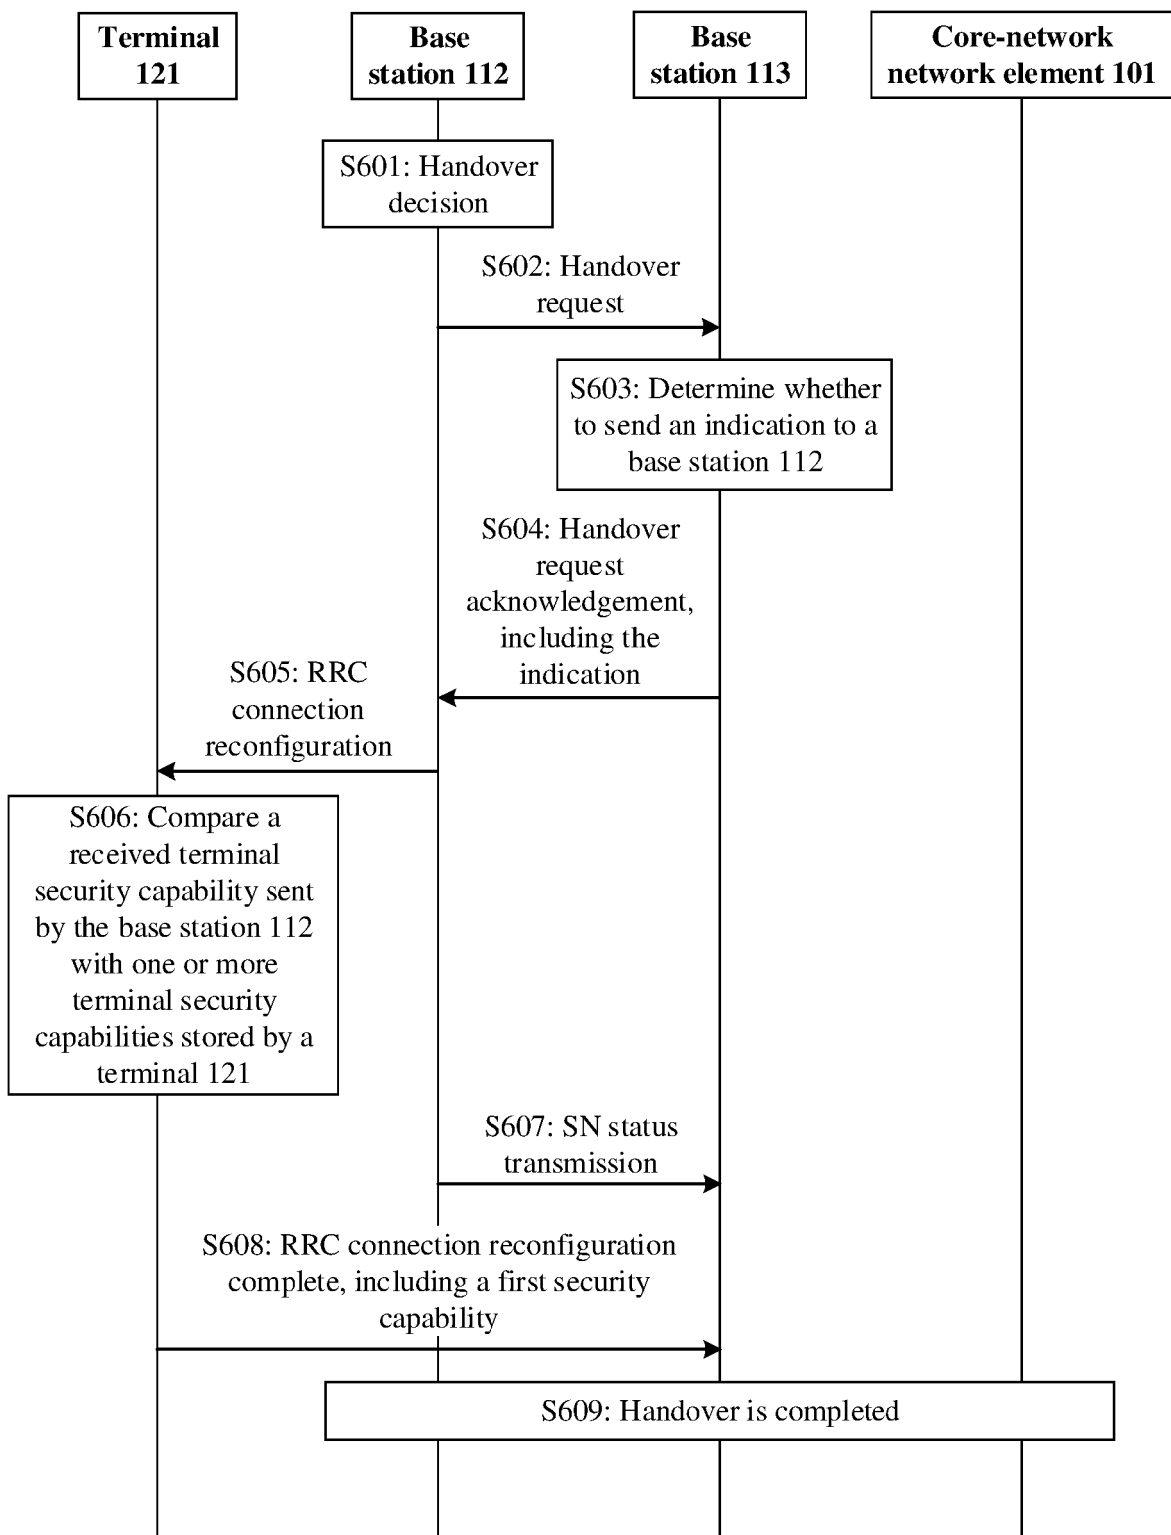 Terminal
121
Base
station 112
Base
station 113
Core-network
network element 101
S601: Handover
decision
S602: Handover
request
S603: Determine whether
to send an indication to a
base station 112
S604: Handover
request
acknowledgement,
including the
indication
S605: RRC
connection
reconfiguration
S606: Compare a
received terminal
security capability sent
by the base station 112
with one or more
terminal security
capabilities stored by a
terminal 121
S607: SN status
transmission
S608: RRC connection reconfiguration
complete, including a first security
capability
S609: Handover is completed